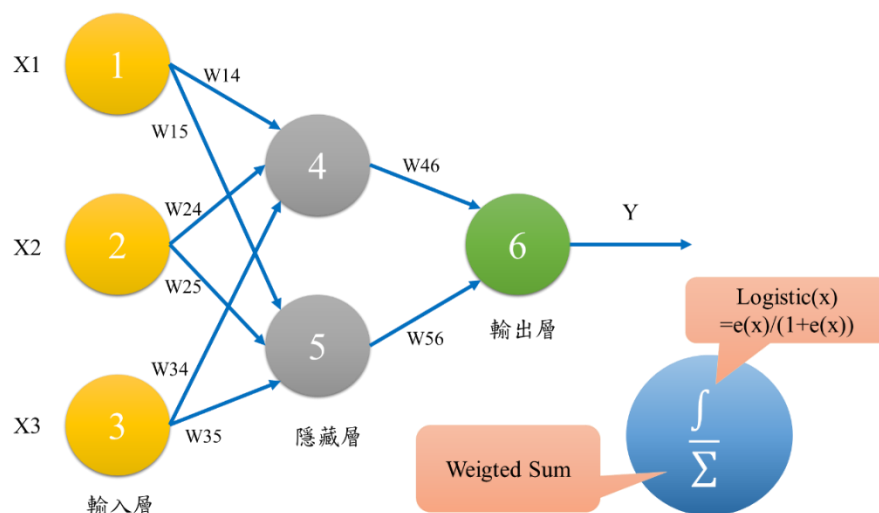 X1
1
W14
W15
4
W46
X2
2
W24
W25
6
Y
輸出層
5
W56
W34
X3
3
W35
隱藏層
輸入層
Logistic(x)
=e(x)/(1+e(x))
∫
∑
Weigted Sum